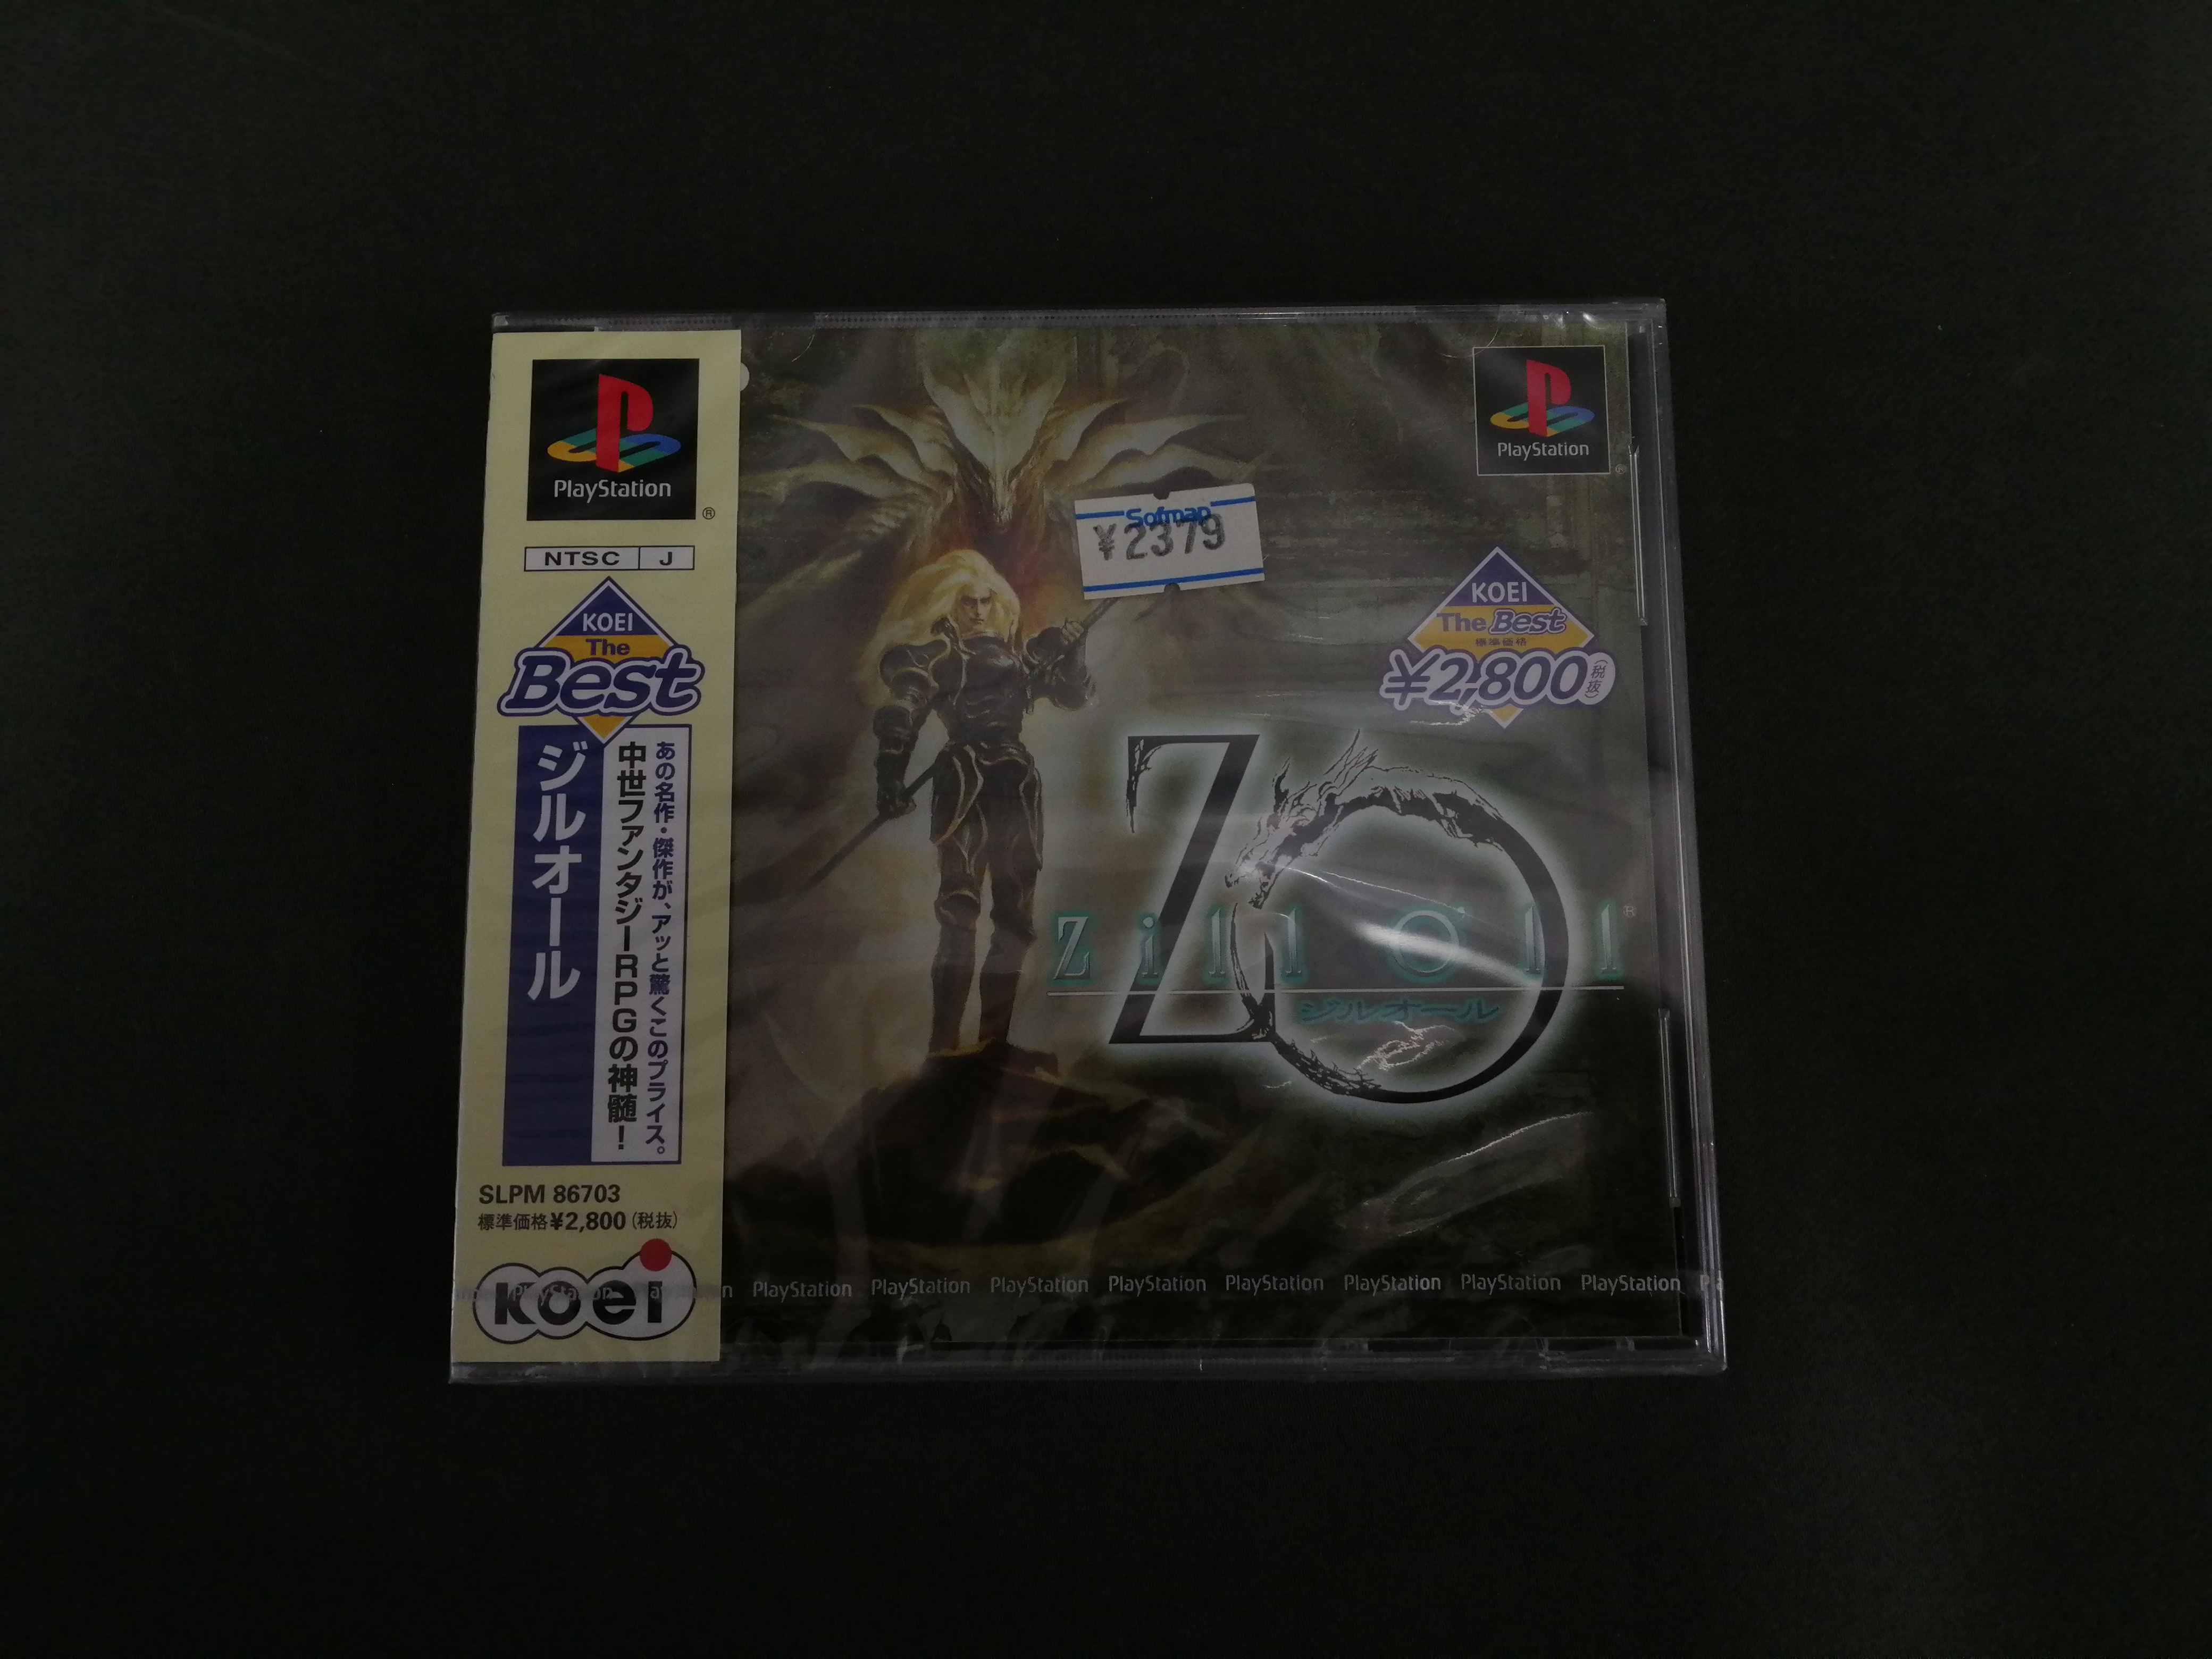 PlayStation
®
NTSC J
KOEI
The
Best
あの名作・傑作が、アッと驚くこのプライス。
中世ファンタジーRPGの神髄!
ジルオール
SLPM 86703
標準価格¥2,800(税抜)
KOEI
Sofmap
¥2379
PlayStation
®
KOEI
The Best
標準価格
¥2,800(税抜)
ZO
Zill O'll®
ジルオール
PlayStation PlayStation PlayStation PlayStation PlayStation PlayStation PlayStation PlayStation